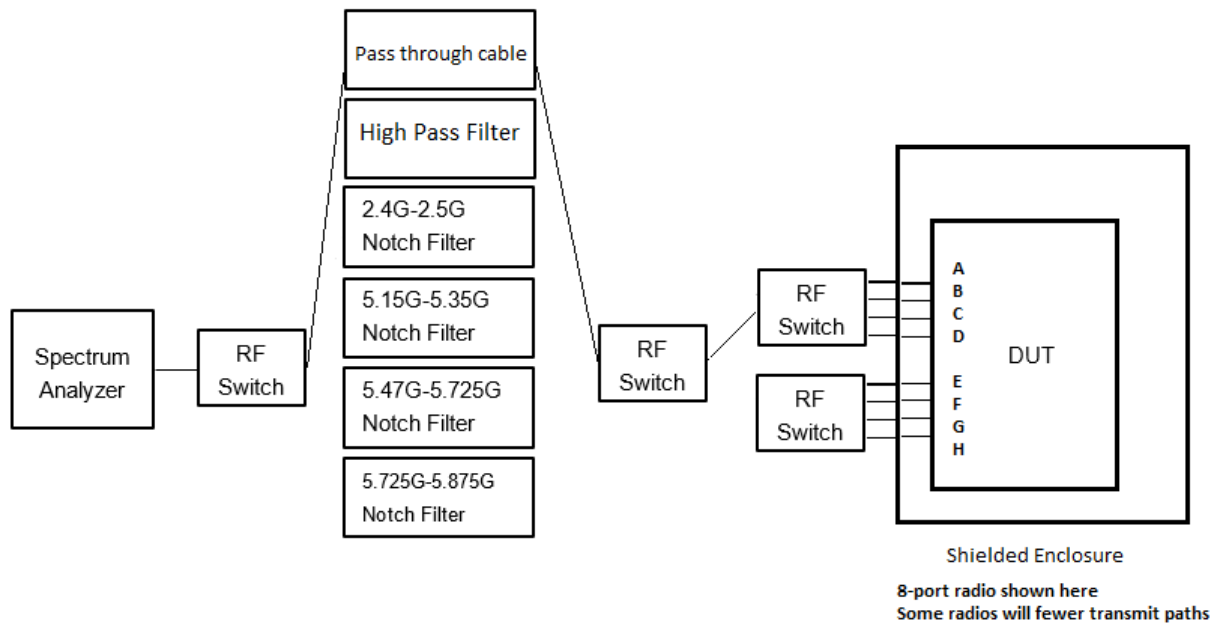 Pass through cable
High Pass Filter
2.4G-2.5G
Notch Filter
5.15G-5.35G
Notch Filter
5.47G-5.725G
Notch Filter
5.725G-5.875G
Notch Filter
Spectrum
Analyzer
RF
Switch
RF
Switch
RF
Switch
RF
Switch
A
B
C
D
E
F
G
H
DUT
Shielded Enclosure
8-port radio shown here
Some radios will fewer transmit paths